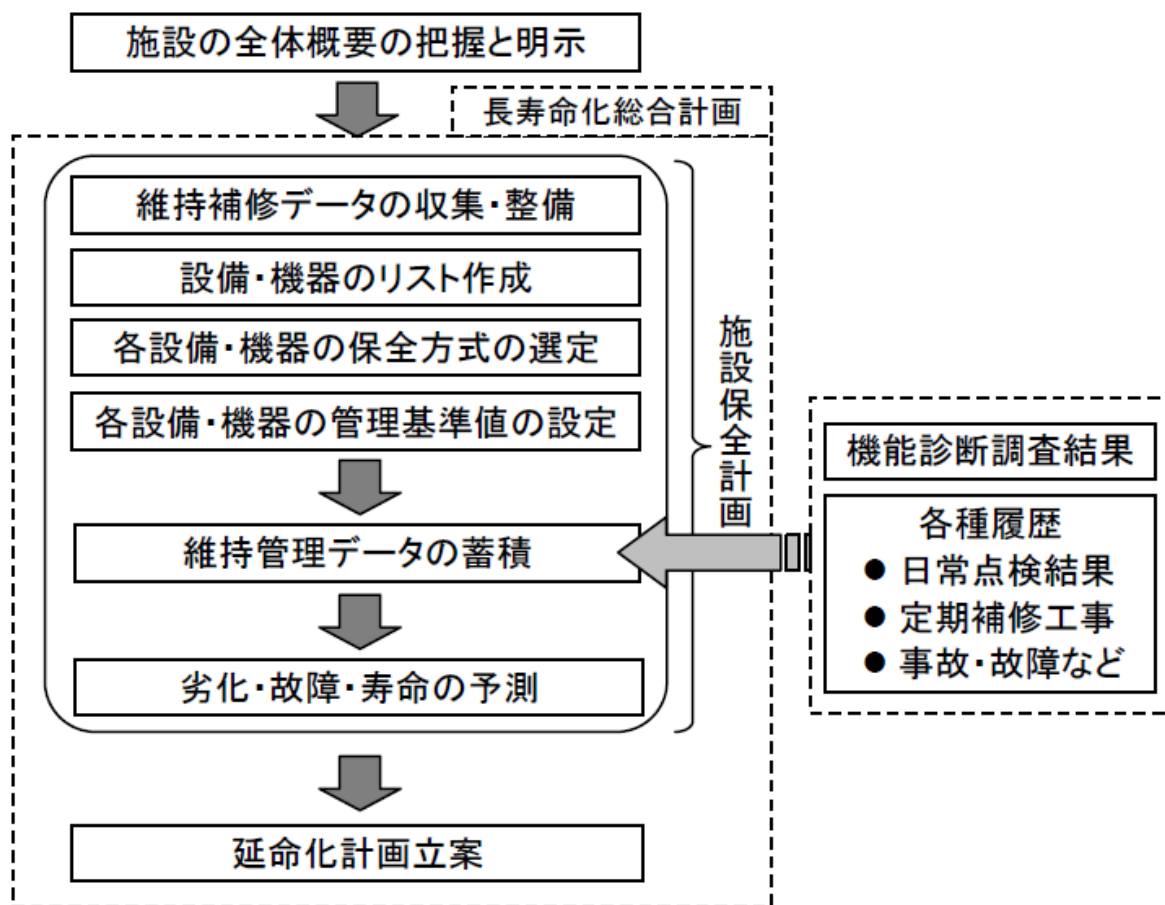 施設の全体概要の把握と明示
長寿命化総合計画
維持補修データの収集・整備
設備・機器のリスト作成
各設備・機器の保全方式の選定
各設備・機器の管理基準値の設定
維持管理データの蓄積
劣化・故障・寿命の予測
施設保全計画
延命化計画立案
機能診断調査結果
各種履歴
● 日常点検結果
● 定期補修工事
● 事故・故障など